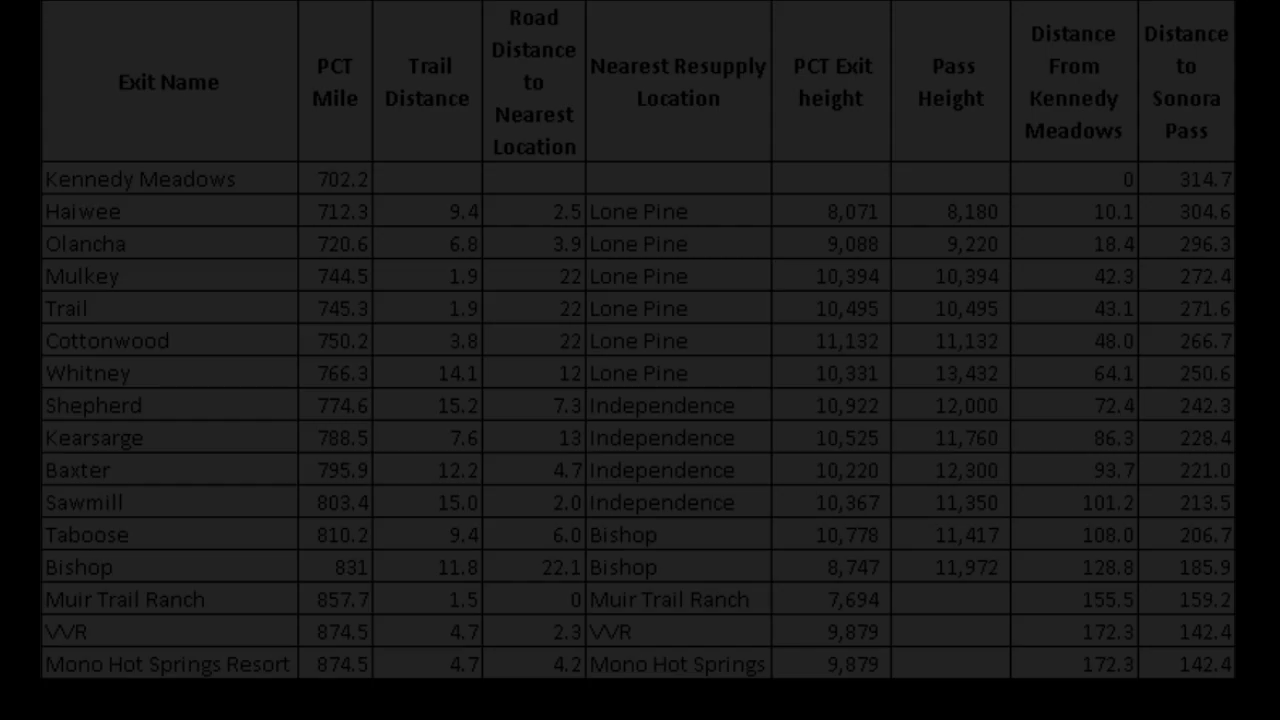 Exit Name PCT Mile Trail Distance Road Distance to Nearest Location Nearest Resupply Location PCT Exit height Pass Height Distance From Kennedy Meadows Distance to Sonora Pass
Kennedy Meadows 702.2 0 314.7
Haiwee 712.3 9.4 2.5 Lone Pine 8,071 8,180 10.1 304.6
Olancha 720.6 6.8 3.9 Lone Pine 9,088 9,220 18.4 296.3
Mulkey 744.5 1.9 22 Lone Pine 10,394 10,394 42.3 272.4
Trail 745.3 1.9 22 Lone Pine 10,495 10,495 43.1 271.6
Cottonwood 750.2 3.8 22 Lone Pine 11,132 11,132 48.0 266.7
Whitney 766.3 14.1 12 Lone Pine 10,331 13,432 64.1 250.6
Shepherd 774.6 15.2 7.3 Independence 10,922 12,000 72.4 242.3
Kearsarge 788.5 7.6 13 Independence 10,525 11,760 86.3 228.4
Baxter 795.9 12.2 4.7 Independence 10,220 12,300 93.7 221.0
Sawmill 803.4 15.0 2.0 Independence 10,367 11,350 101.2 213.5
Taboose 810.2 9.4 6.0 Bishop 10,778 11,417 108.0 206.7
Bishop 831 11.8 22.1 Bishop 8,747 11,972 128.8 185.9
Muir Trail Ranch 857.7 1.5 0 Muir Trail Ranch 7,694 155.5 159.2
VVR 874.5 4.7 2.3 VVR 9,879 172.3 142.4
Mono Hot Springs Resort 874.5 4.7 4.2 Mono Hot Springs 9,879 172.3 142.4